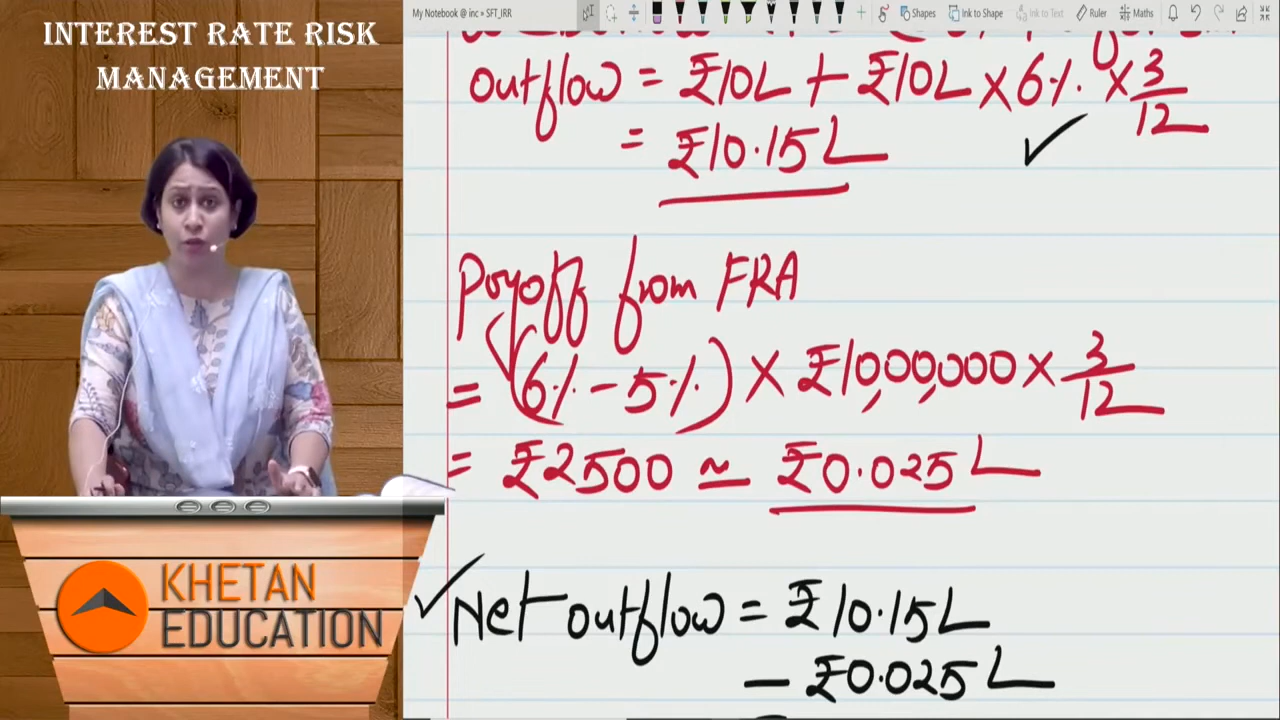 INTEREST RATE RISK
MANAGEMENT
My Notebook @ inc » SFT_IRR
Shapes
Ink to Shape
Ink to Text
Ruler
Maths
outflow = ₹10L + ₹10L × 6% × 3/12
= ₹10.15L
Payoff from FRA
= (6% - 5%) × ₹10,00,000 × 3/12
= ₹2500 ≃ ₹0.025 L
Net outflow = ₹10.15L
- ₹0.025L
KHETAN
EDUCATION